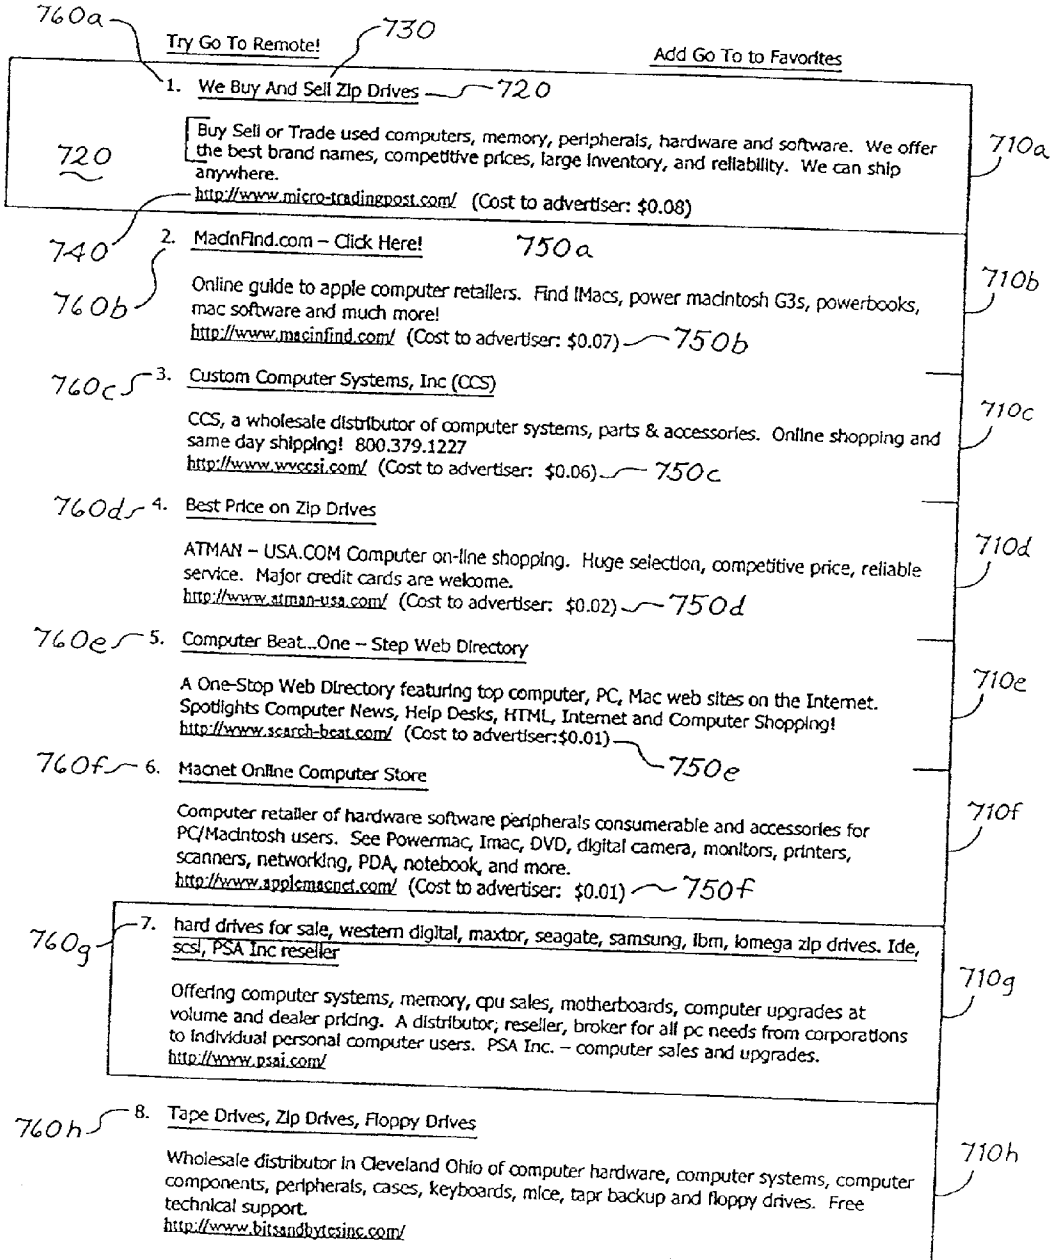 760a
730
Try Go To Remote!
Add Go To to Favorites
1. We Buy And Sell Zip Drives
720
710a
720
Buy Sell or Trade used computers, memory, peripherals, hardware and software. We offer
the best brand names, competitive prices, large inventory, and reliability. We can ship
anywhere.
http://www.micro-tradingpost.com/ (Cost to advertiser: $0.08)
740
2. MacInFind.com – Click Here!
750a
710b
760b
Online guide to apple computer retailers. Find iMacs, power macintosh G3s, powerbooks,
mac software and much more!
http://www.macinfind.com/ (Cost to advertiser: $0.07)
750b
760c
3. Custom Computer Systems, Inc (CCS)
710c
CCS, a wholesale distributor of computer systems, parts & accessories. Online shopping and
same day shipping! 800.379.1227
http://www.wvccsi.com/ (Cost to advertiser: $0.06)
750c
760d
4. Best Price on Zip Drives
710d
ATMAN – USA.COM Computer on-line shopping. Huge selection, competitive price, reliable
service. Major credit cards are welcome.
http://www.atman-usa.com/ (Cost to advertiser: $0.02)
750d
760e
5. Computer Beat...One – Step Web Directory
710e
A One-Stop Web Directory featuring top computer, PC, Mac web sites on the Internet.
Spotlights Computer News, Help Desks, HTML, Internet and Computer Shopping!
http://www.search-beat.com/ (Cost to advertiser:$0.01)
750e
760f
6. Macnet Online Computer Store
710f
Computer retailer of hardware software peripherals consumerable and accessories for
PC/Macintosh users. See Powermac, Imac, DVD, digital camera, monitors, printers,
scanners, networking, PDA, notebook, and more.
http://www.applemacnet.com/ (Cost to advertiser: $0.01)
750f
760g
7. hard drives for sale, western digital, maxtor, seagate, samsung, ibm, iomega zip drives. Ide,
scsi, PSA Inc reseller
710g
Offering computer systems, memory, cpu sales, motherboards, computer upgrades at
volume and dealer pricing. A distributor, reseller, broker for all pc needs from corporations
to individual personal computer users. PSA Inc. – computer sales and upgrades.
http://www.psai.com/
760h
8. Tape Drives, Zip Drives, Floppy Drives
710h
Wholesale distributor in Cleveland Ohio of computer hardware, computer systems, computer
components, peripherals, cases, keyboards, mice, tapr backup and floppy drives. Free
technical support.
http://www.bitsandbytesinc.com/